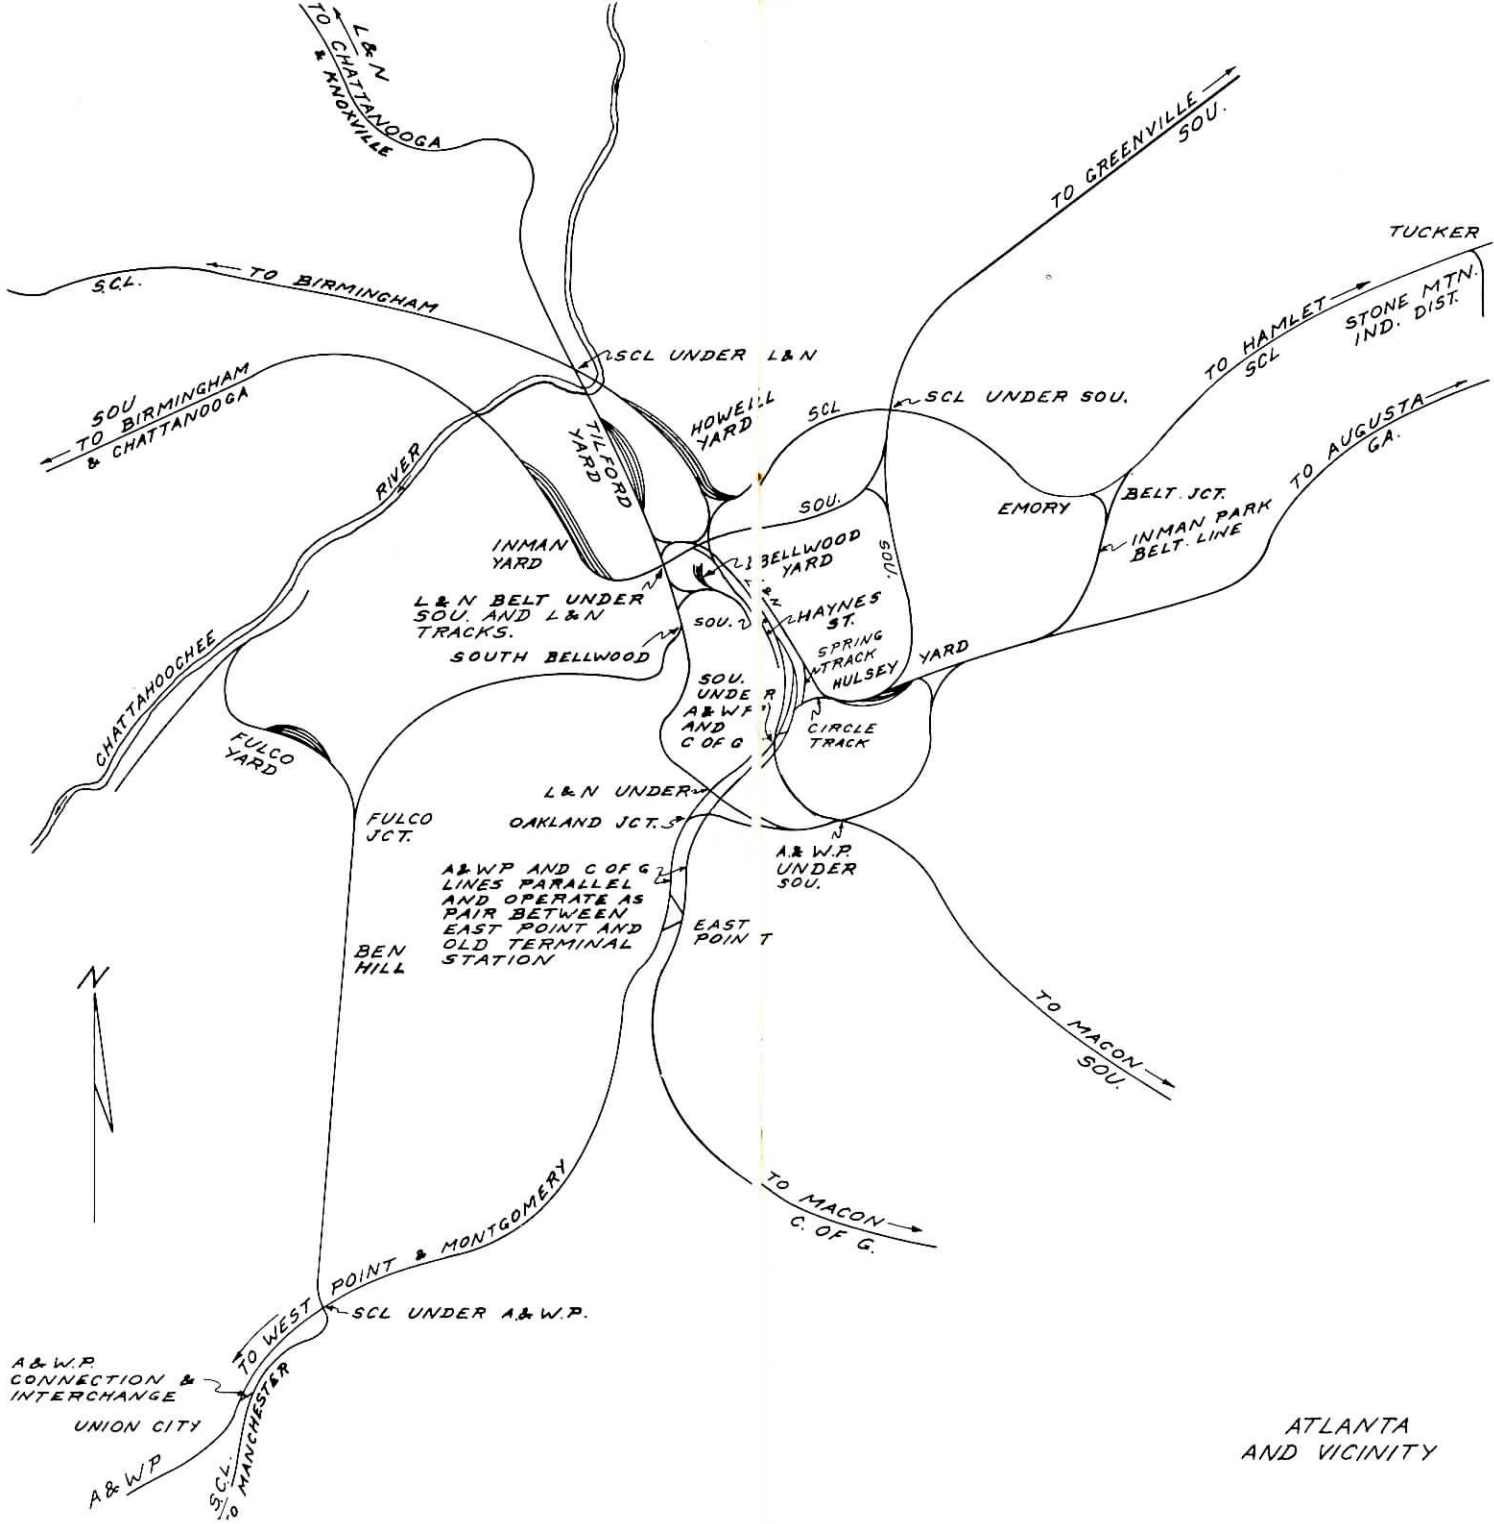 L & N
TO CHATTANOOGA
& KNOXVILLE
TO GREENVILLE
SOU.
TUCKER
S.C.L.
TO BIRMINGHAM
TO HAMLET
SCL
STONE MTN.
IND. DIST.
SCL UNDER L&N
SOU
TO BIRMINGHAM
& CHATTANOOGA
HOWELL
YARD
SCL
SCL UNDER SOU.
TO AUGUSTA
GA.
TILFORD
YARD
RIVER
SOU.
EMORY
BELT. JCT.
INMAN PARK
BELT. LINE
INMAN
YARD
BELLWOOD
YARD
SOU.
L & N BELT UNDER
SOU. AND L&N
TRACKS.
SOU.
HAYNES
ST.
SOUTH BELLWOOD
SPRING
TRACK
HULSEY YARD
CHATTAHOOCHEE
SOU.
UNDER
A&WP
AND
C OF G
CIRCLE
TRACK
FULCO
YARD
L&N UNDER
FULCO
JCT.
OAKLAND JCT.
A.& W.P.
UNDER
SOU.
A&WP AND C OF G
LINES PARALLEL
AND OPERATE AS
PAIR BETWEEN
EAST POINT AND
OLD TERMINAL
STATION
EAST
POINT
BEN
HILL
N
TO MACON
SOU.
TO MACON
C. OF G.
TO WEST POINT & MONTGOMERY
SCL UNDER A.& W.P.
A & W.P.
CONNECTION &
INTERCHANGE
UNION CITY
A & WP
S.C.L.
TO MANCHESTER
ATLANTA
AND VICINITY